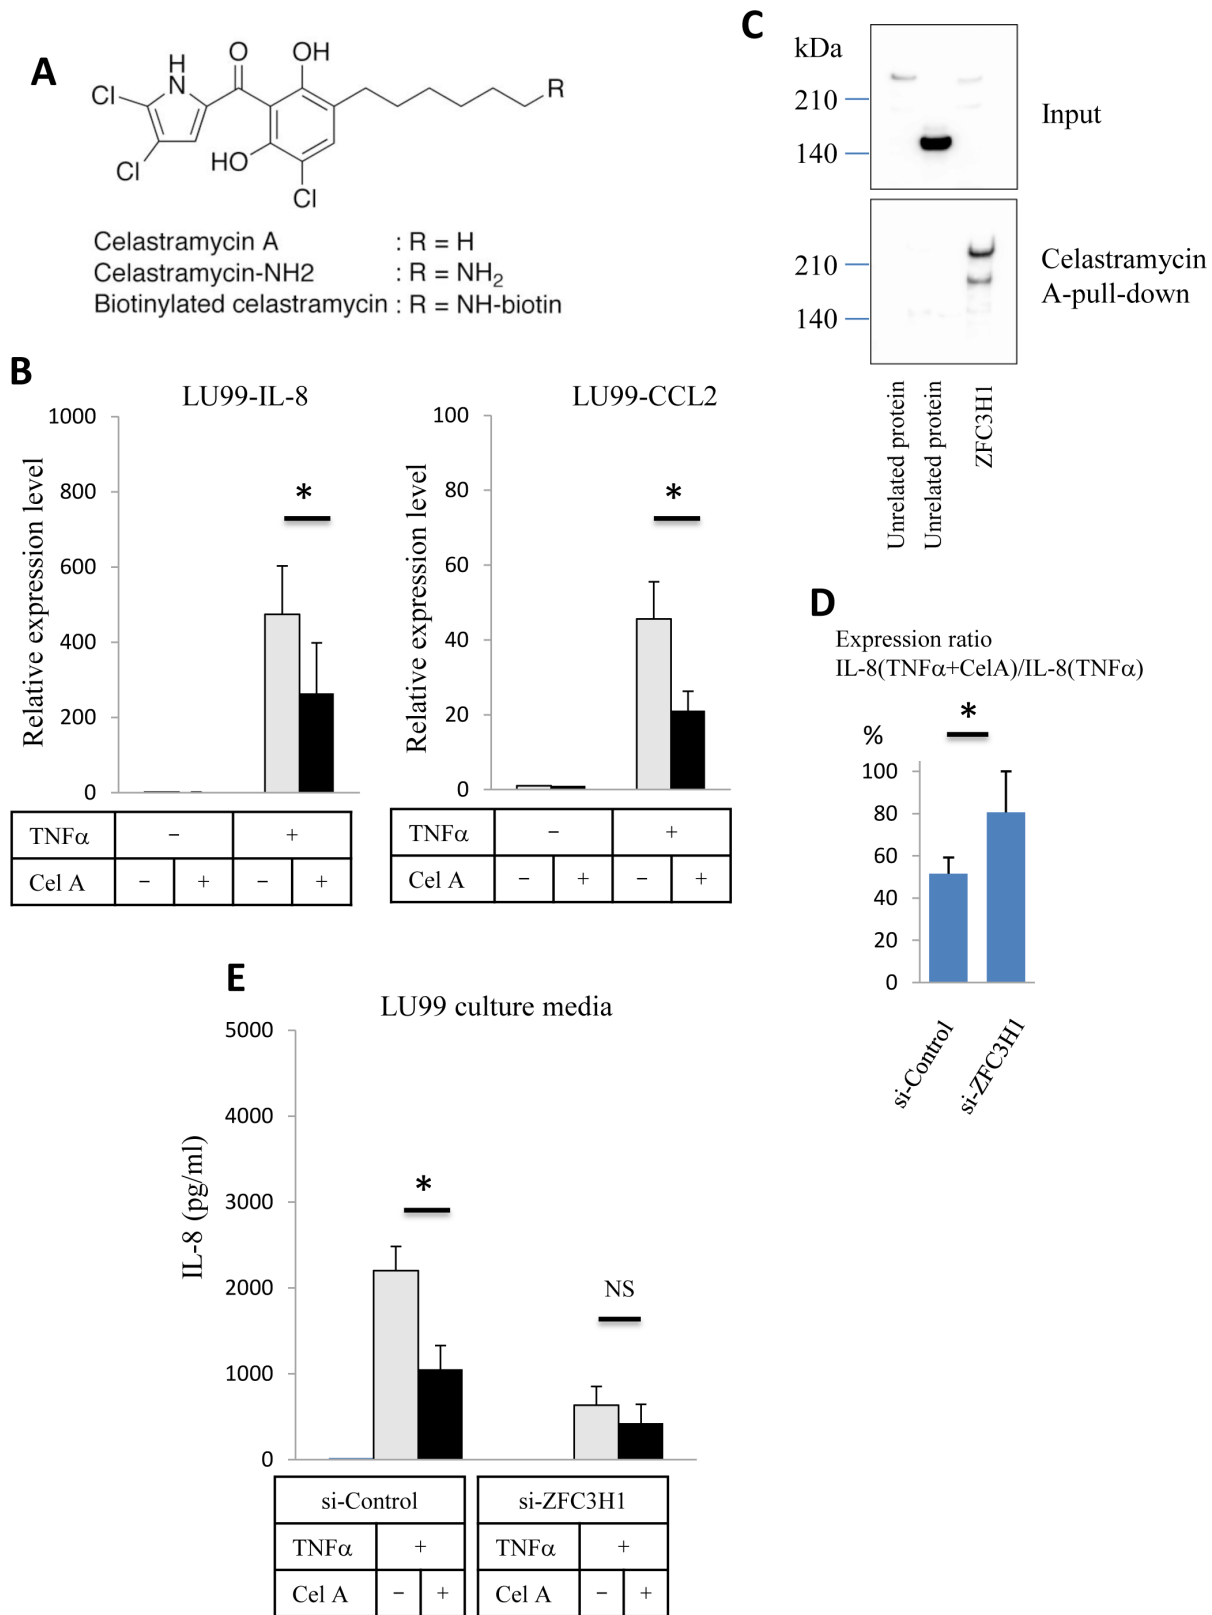 A
H
N
O
OH
Cl
R
Cl
HO
Cl
Celastramycin A : R = H
Celastramycin-NH2 : R = NH2
Biotinylated celastramycin : R = NH-biotin
B
LU99-IL-8
Relative expression level
1000
800
600
400
200
0
*
TNFα − +
Cel A − + − +
LU99-CCL2
Relative expression level
100
80
60
40
20
0
*
TNFα − +
Cel A − + − +
C
kDa
210
140
Input
210
140
Celastramycin
A-pull-down
Unrelated protein
Unrelated protein
ZFC3H1
D
Expression ratio
IL-8(TNFα+CelA)/IL-8(TNFα)
*
%
100
80
60
40
20
0
si-Control
si-ZFC3H1
E
LU99 culture media
IL-8 (pg/ml)
5000
4000
3000
2000
1000
0
*
NS
si-Control
TNFα +
Cel A − +
si-ZFC3H1
TNFα +
Cel A − +